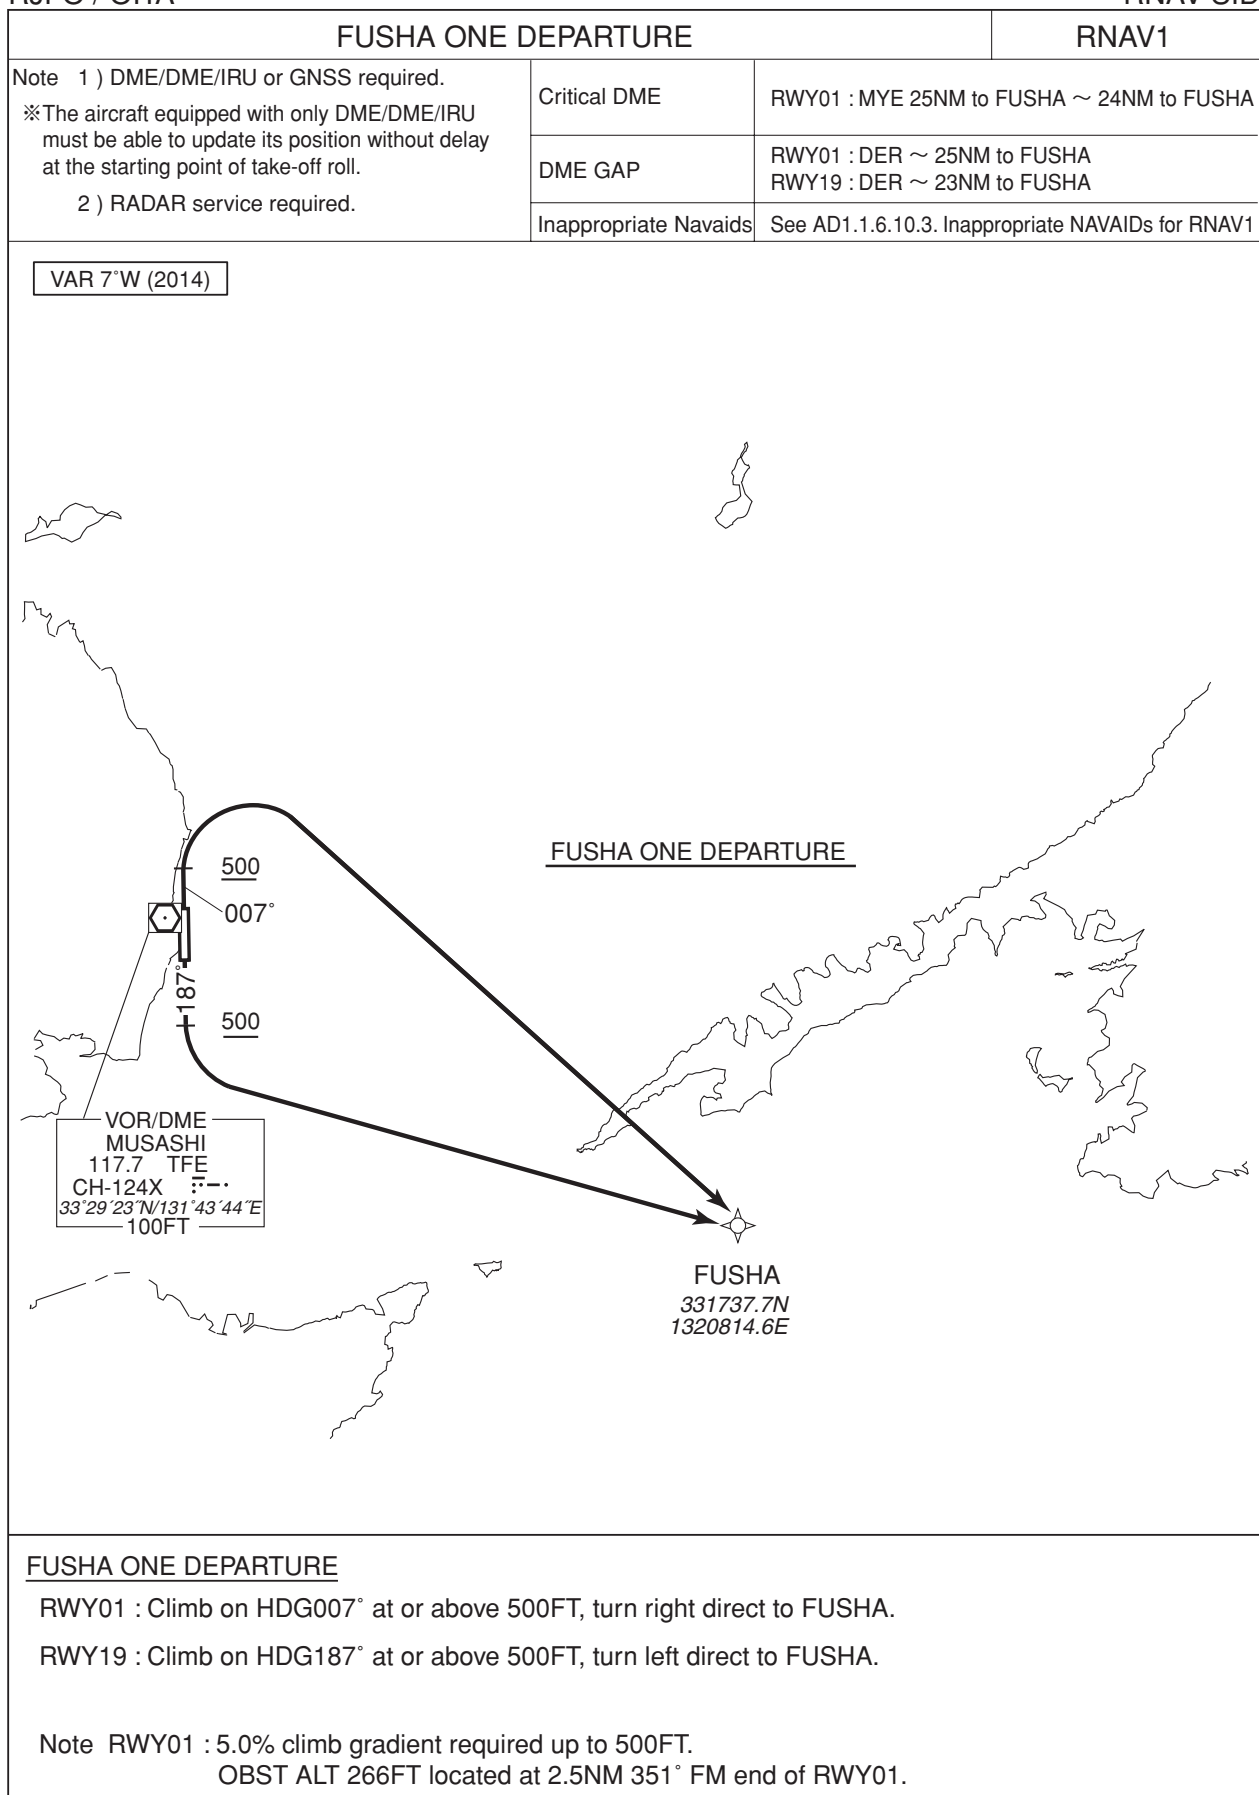 FUSHA ONE DEPARTURE
RNAV1
Note 1 ) DME/DME/IRU or GNSS required.
※The aircraft equipped with only DME/DME/IRU
must be able to update its position without delay
at the starting point of take-off roll.
2 ) RADAR service required.
Critical DME
RWY01 : MYE 25NM to FUSHA ～ 24NM to FUSHA
DME GAP
RWY01 : DER ～ 25NM to FUSHA
RWY19 : DER ～ 23NM to FUSHA
Inappropriate Navaids
See AD1.1.6.10.3. Inappropriate NAVAIDs for RNAV1
VAR 7˚W (2014)
FUSHA ONE DEPARTURE
500
007˚
187˚
500
VOR/DME
MUSASHI
117.7 TFE
CH-124X
33˚29´23˝N/131˚43´44˝E
100FT
FUSHA
331737.7N
1320814.6E
FUSHA ONE DEPARTURE
RWY01 : Climb on HDG007˚ at or above 500FT, turn right direct to FUSHA.
RWY19 : Climb on HDG187˚ at or above 500FT, turn left direct to FUSHA.
Note RWY01 : 5.0% climb gradient required up to 500FT.
OBST ALT 266FT located at 2.5NM 351˚ FM end of RWY01.